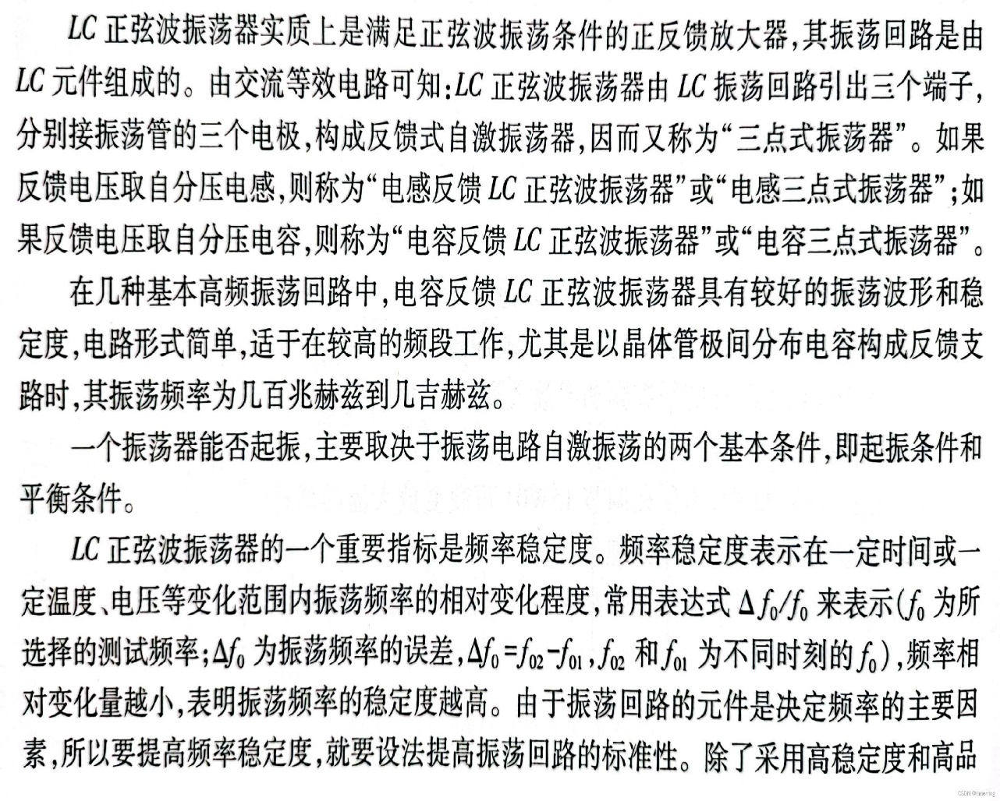 LC 正弦波振荡器实质上是满足正弦波振荡条件的正反馈放大器,其振荡回路是由
LC 元件组成的。由交流等效电路可知:LC 正弦波振荡器由 LC 振荡回路引出三个端子,
分别接振荡管的三个电极,构成反馈式自激振荡器,因而又称为“三点式振荡器”。如果
反馈电压取自分压电感,则称为“电感反馈 LC 正弦波振荡器”或“电感三点式振荡器”;如
果反馈电压取自分压电容,则称为“电容反馈 LC 正弦波振荡器”或“电容三点式振荡器”。
在几种基本高频振荡回路中,电容反馈 LC 正弦波振荡器具有较好的振荡波形和稳
定度,电路形式简单,适于在较高的频段工作,尤其是以晶体管极间分布电容构成反馈支
路时,其振荡频率为几百兆赫兹到几吉赫兹。
一个振荡器能否起振,主要取决于振荡电路自激振荡的两个基本条件,即起振条件和
平衡条件。
LC 正弦波振荡器的一个重要指标是频率稳定度。频率稳定度表示在一定时间或一
定温度、电压等变化范围内振荡频率的相对变化程度,常用表达式 Δf₀/f₀ 来表示(f₀ 为所
选择的测试频率;Δf₀ 为振荡频率的误差,Δf₀=f₀₂-f₀₁,f₀₂ 和 f₀₁ 为不同时刻的 f₀),频率相
对变化量越小,表明振荡频率的稳定度越高。由于振荡回路的元件是决定频率的主要因
素,所以要提高频率稳定度,就要设法提高振荡回路的标准性。除了采用高稳定度和高品
CSDN @timerring